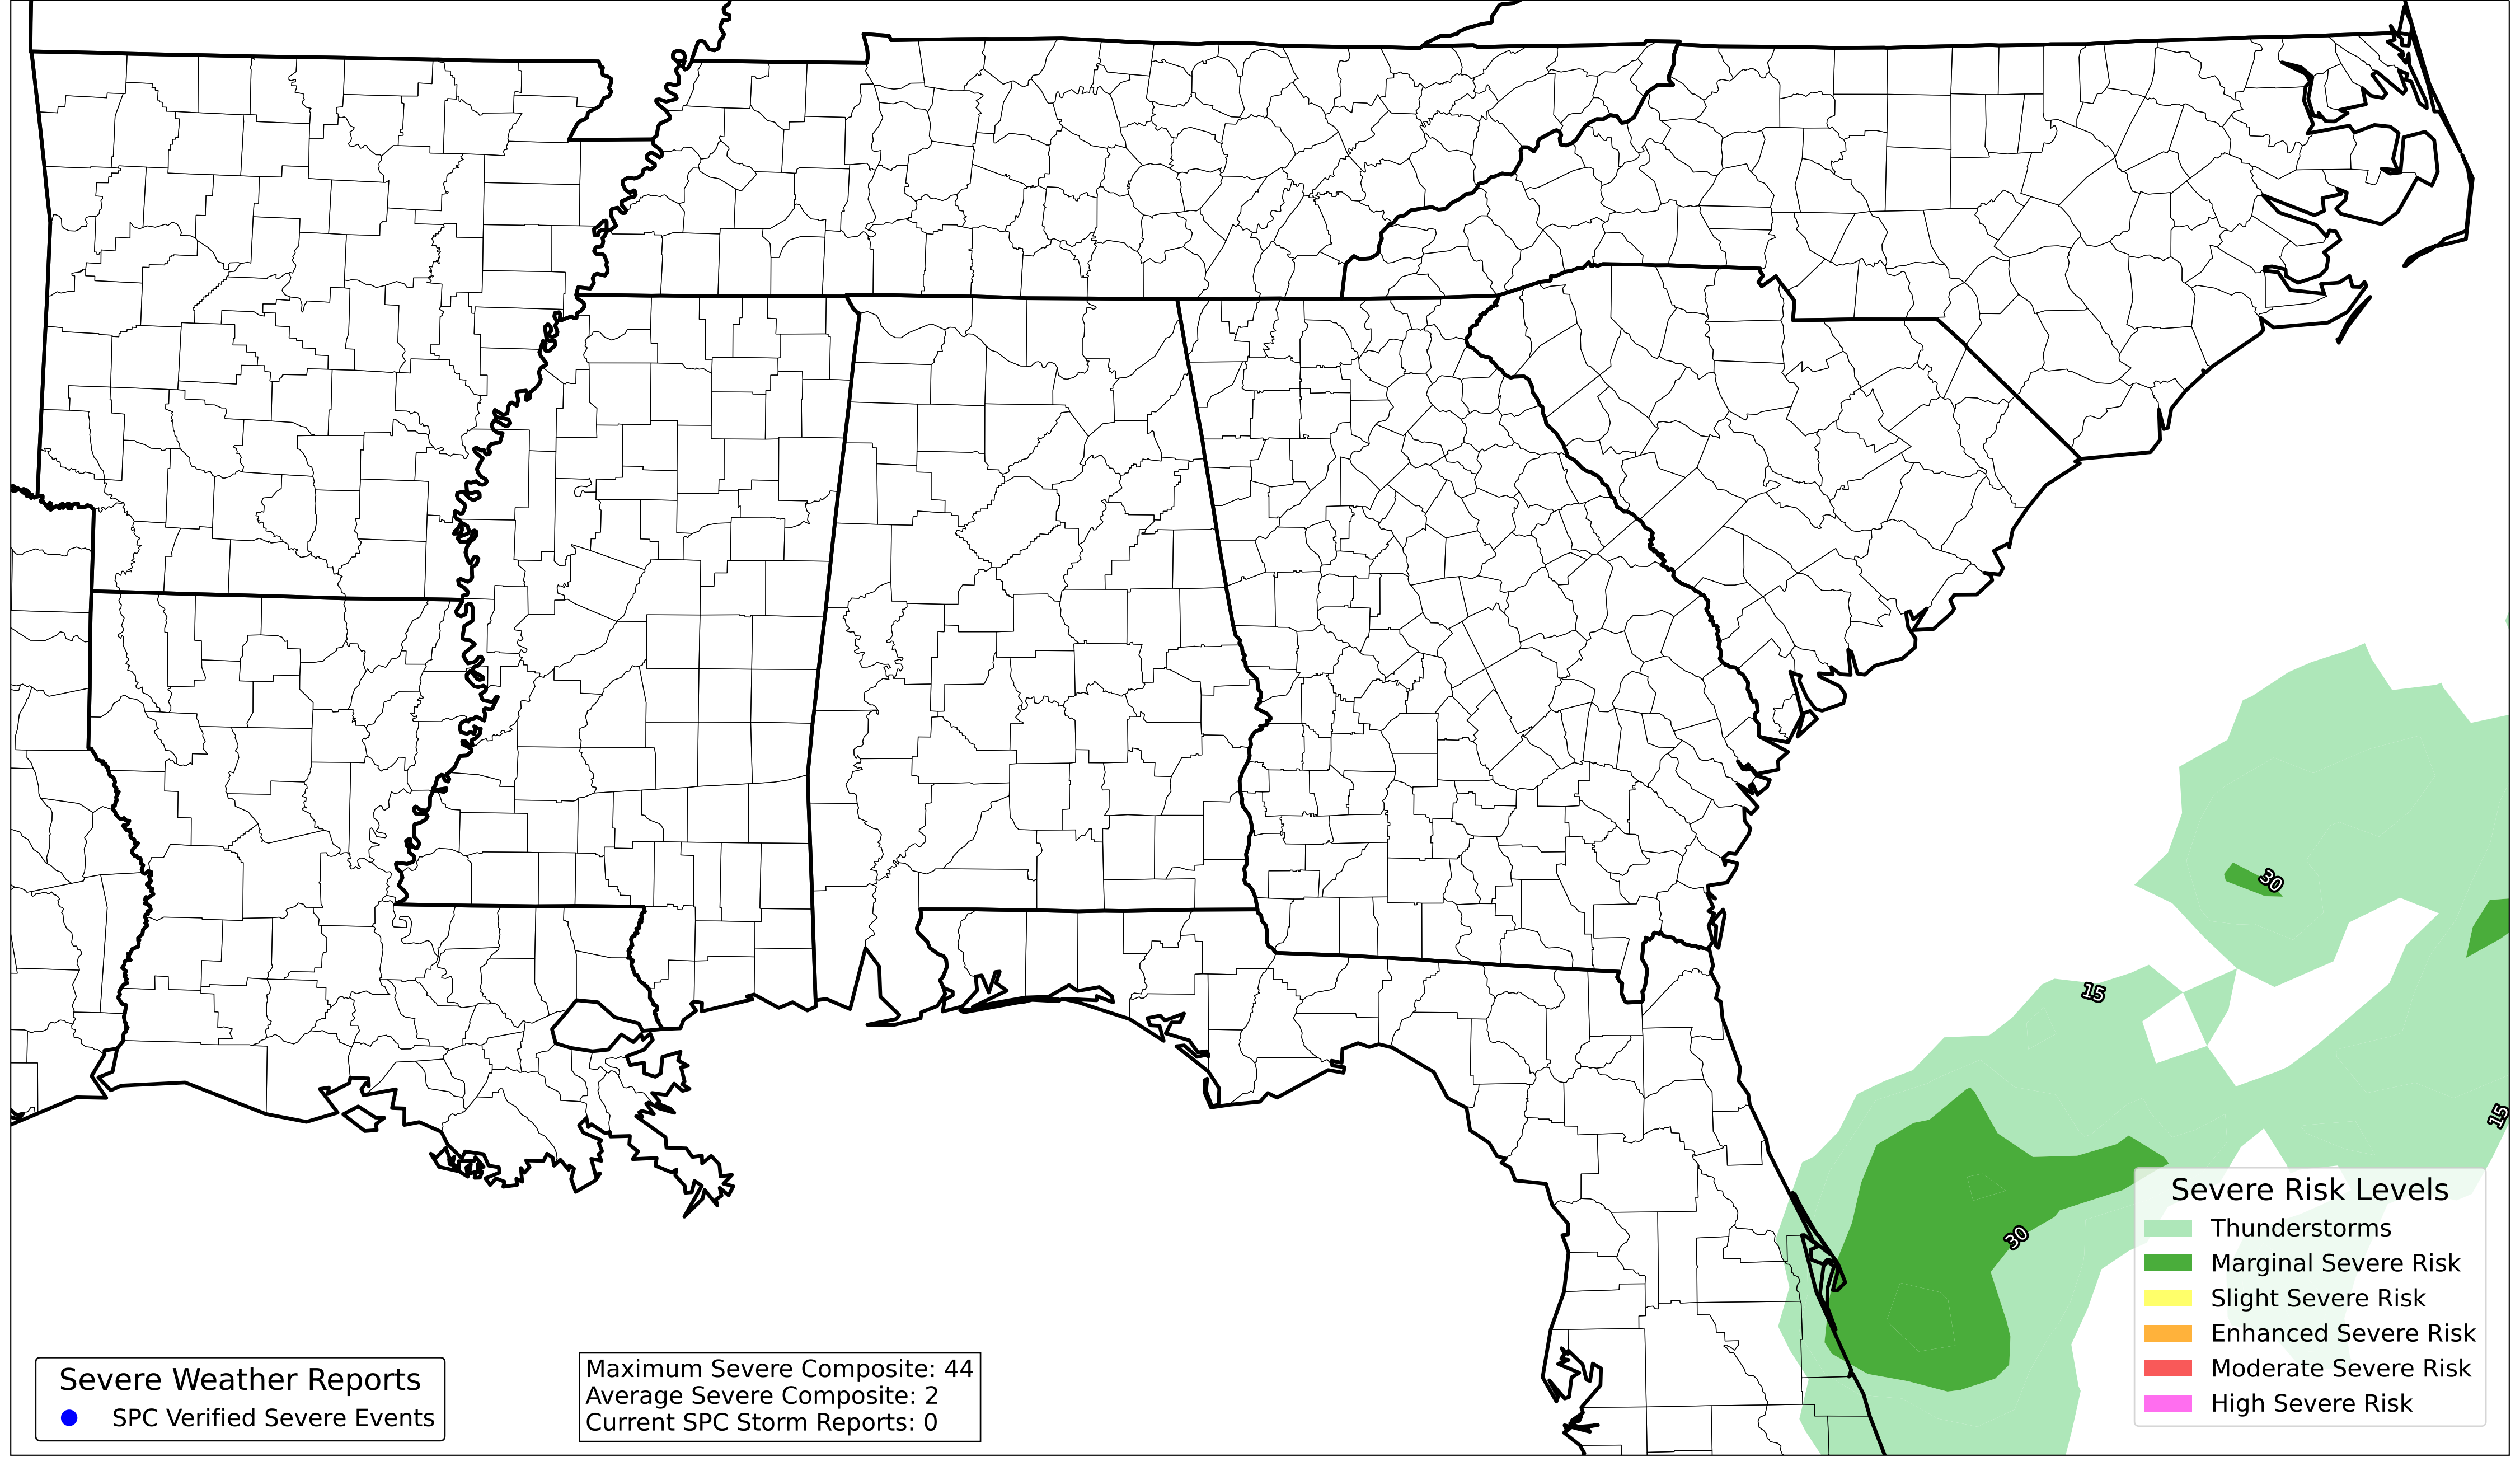 30
15
15
30
Severe Risk Levels
Thunderstorms
Marginal Severe Risk
Slight Severe Risk
Enhanced Severe Risk
Moderate Severe Risk
High Severe Risk
Severe Weather Reports
SPC Verified Severe Events
Maximum Severe Composite: 44
Average Severe Composite: 2
Current SPC Storm Reports: 0